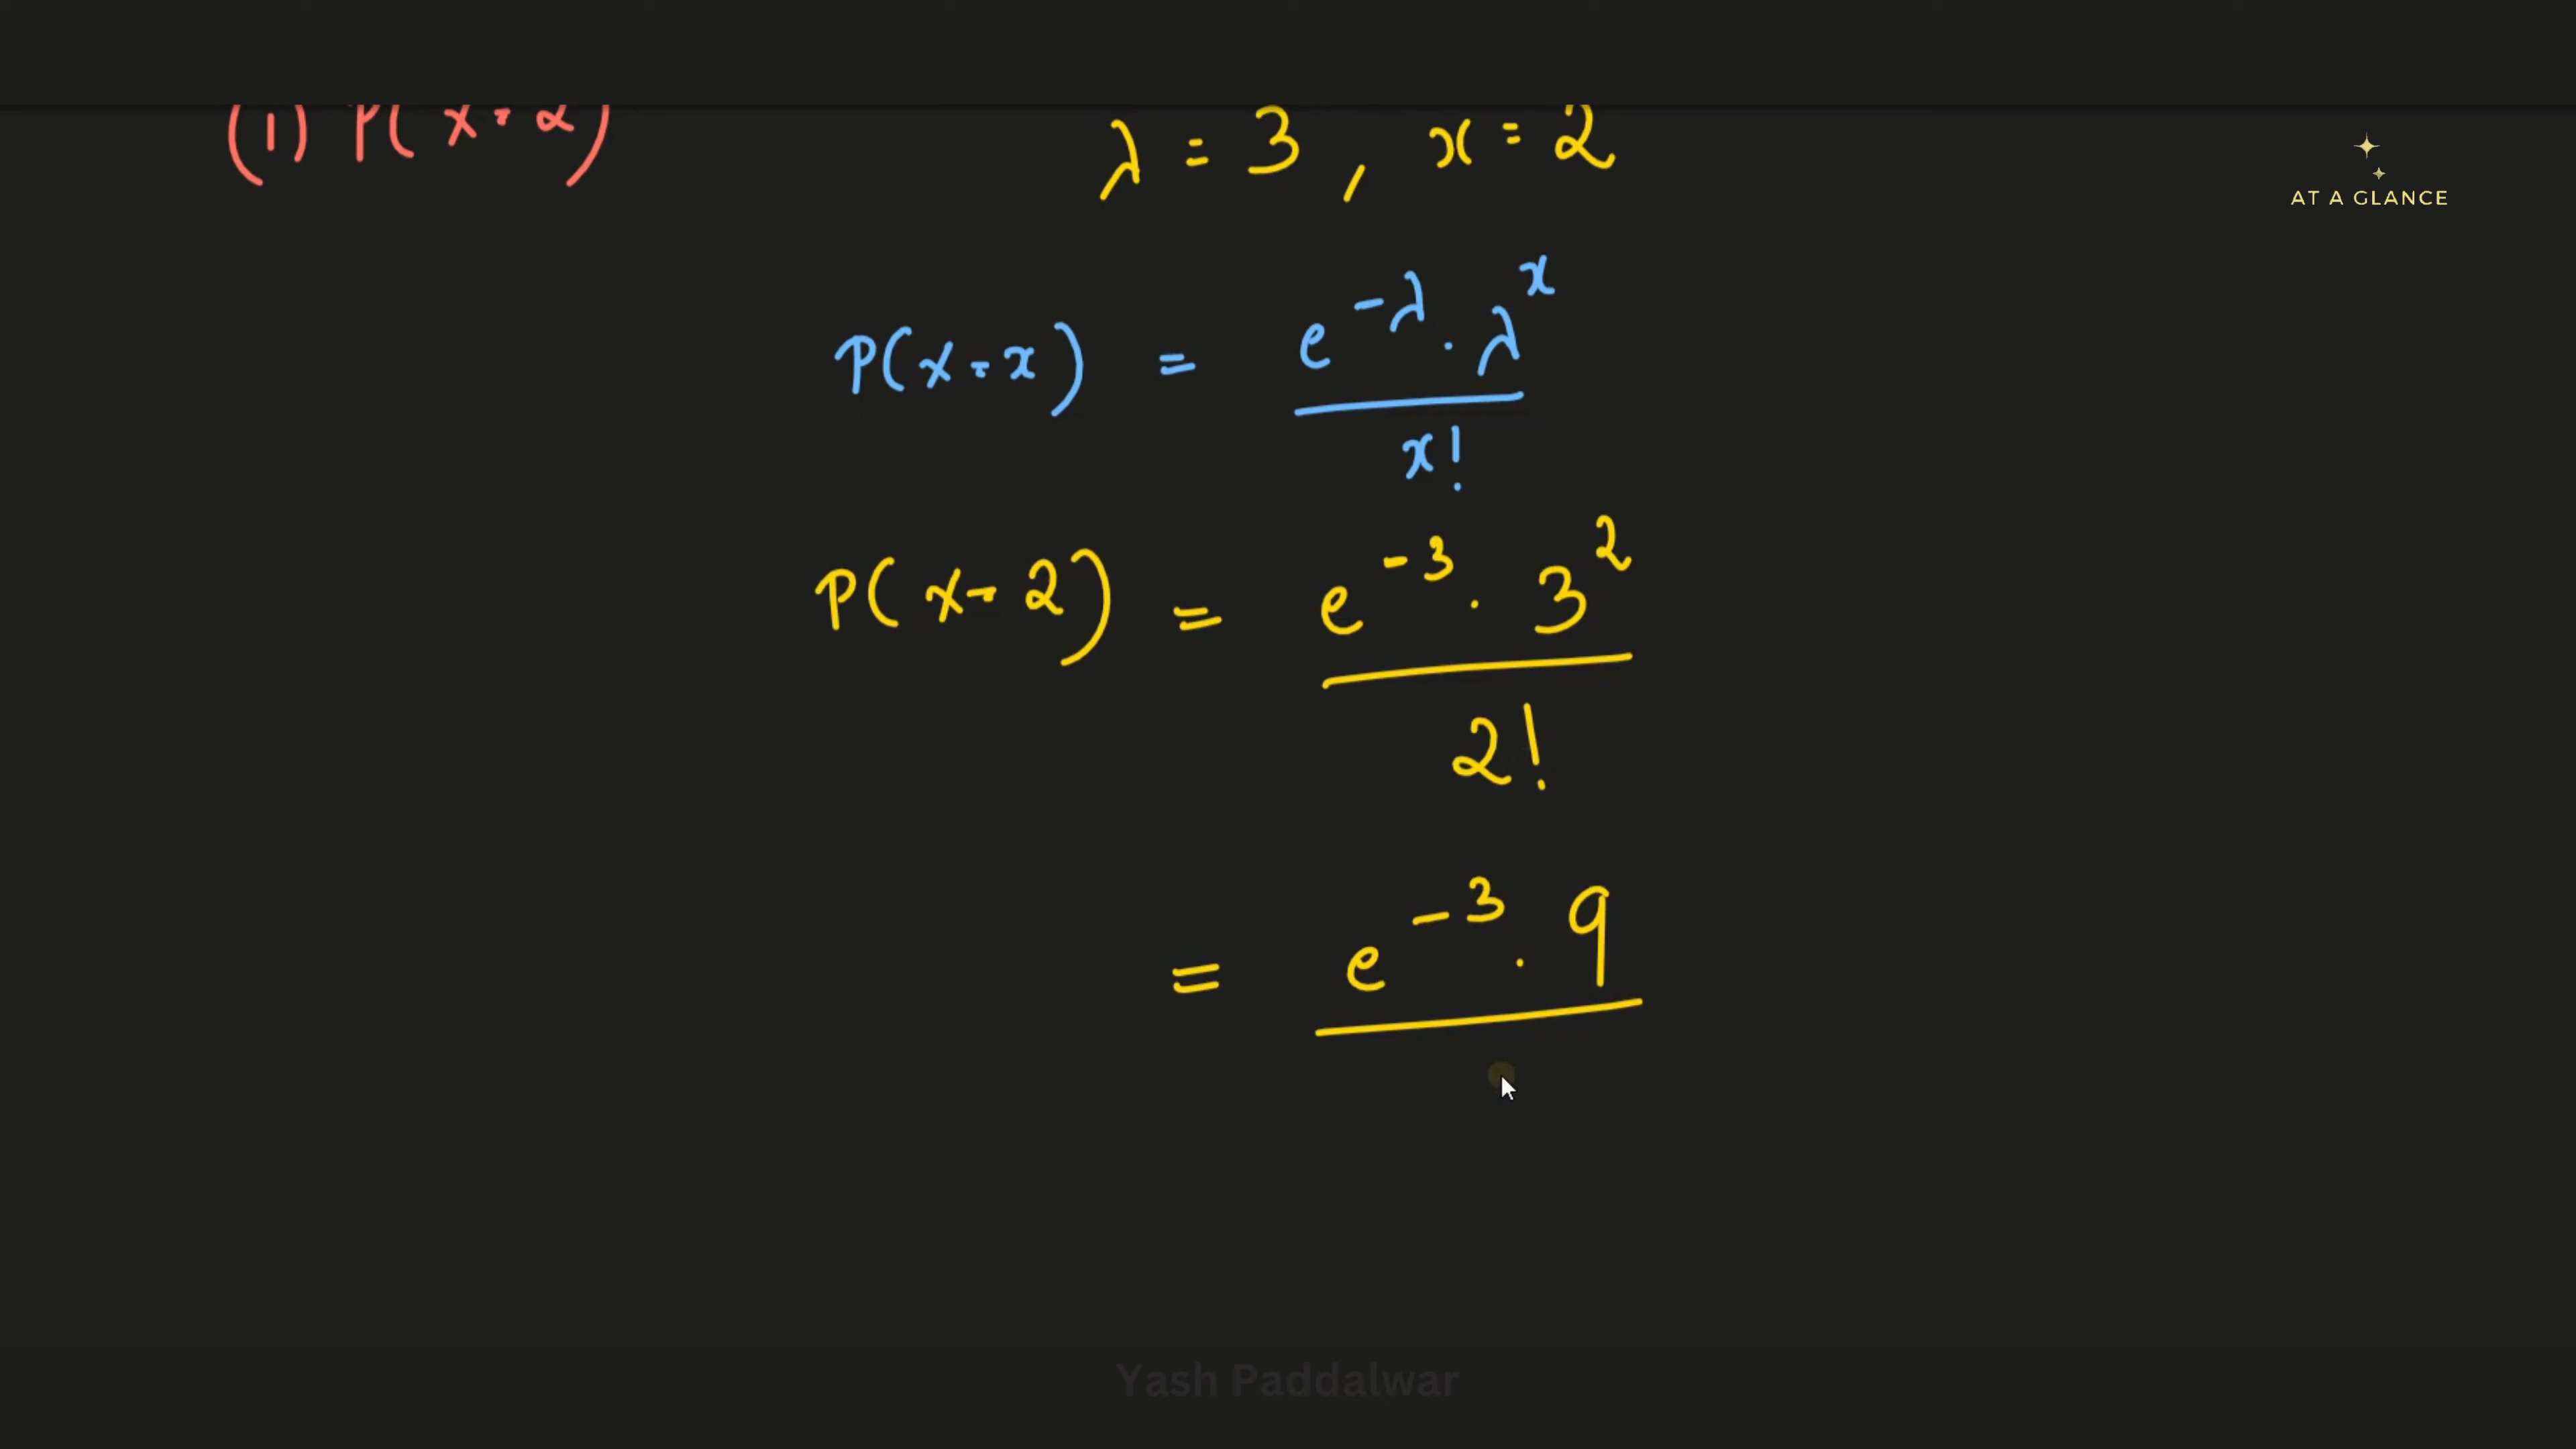 (1) P(x=2)
λ = 3, x = 2
AT A GLANCE
P(x=x) = e^-λ . λ^x / x!
P(x=2) = e^-3 . 3^2 / 2!
= e^-3 . 9
Yash Paddalwar